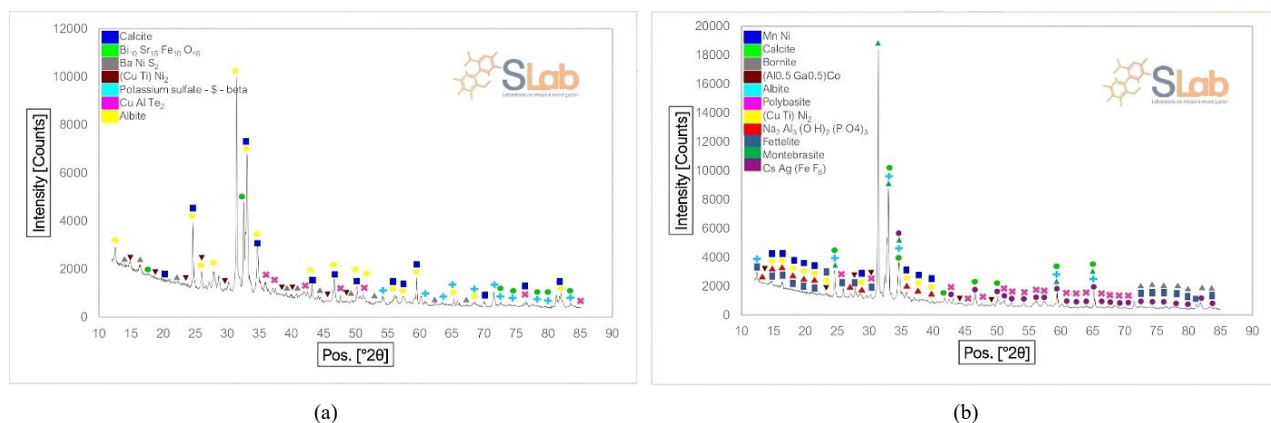 12000
10000
8000
6000
4000
2000
0
Intensity [Counts]
Calcite
Bi₁₀ Sr₁₅ Fe₁₀ O₄₆
Ba Ni S₂
(Cu Ti) Ni₂
Potassium sulfate - $ - beta
Cu Al Te₂
Albite
SLab
10 15 20 25 30 35 40 45 50 55 60 65 70 75 80 85 90
Pos. [°2θ]
(a)
20000
18000
16000
14000
12000
10000
8000
6000
4000
2000
0
Intensity [Counts]
Mn Ni
Calcite
Bornite
(Al0.5 Ga0.5)Co
Albite
Polybasite
(Cu Ti) Ni₂
Na₂ Al₃ (O H)₂ (P O4)₃
Fettelite
Montebrasite
Cs Ag (Fe F₆)
SLab
10 15 20 25 30 35 40 45 50 55 60 65 70 75 80 85 90
Pos. [°2θ]
(b)